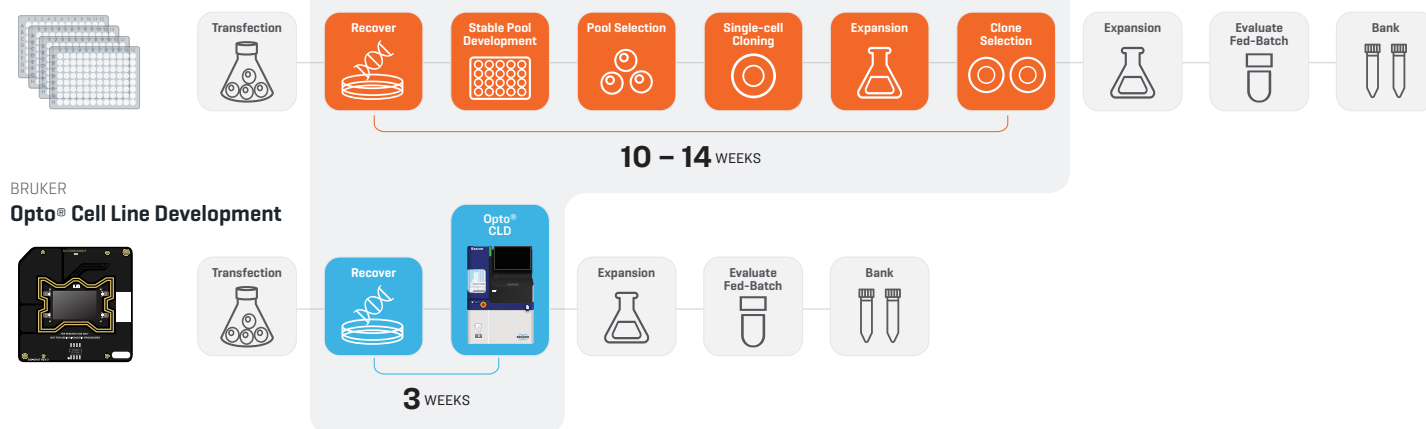 Transfection
Recover
Stable Pool
Development
Pool Selection
Single-cell
Cloning
Expansion
Clone
Selection
Expansion
Evaluate
Fed-Batch
Bank
10 – 14 WEEKS
BRUKER
Opto® Cell Line Development
Transfection
Recover
Opto®
CLD
Expansion
Evaluate
Fed-Batch
Bank
3 WEEKS